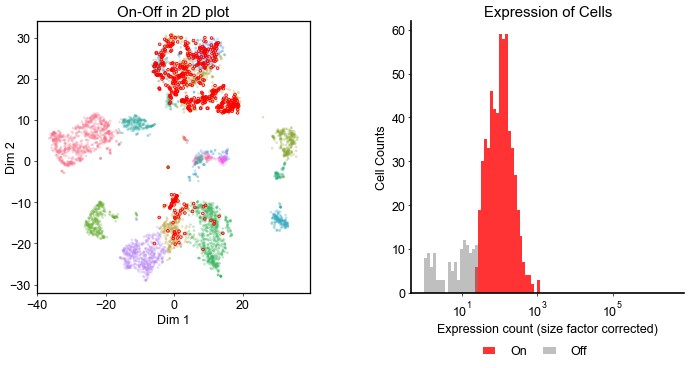 On-Off in 2D plot
30
20
10
0
−10
−20
−30
Dim 2
−40
−20
0
20
Dim 1
Expression of Cells
60
50
40
30
20
10
0
Cell Counts
10^1
10^3
10^5
Expression count (size factor corrected)
On
Off